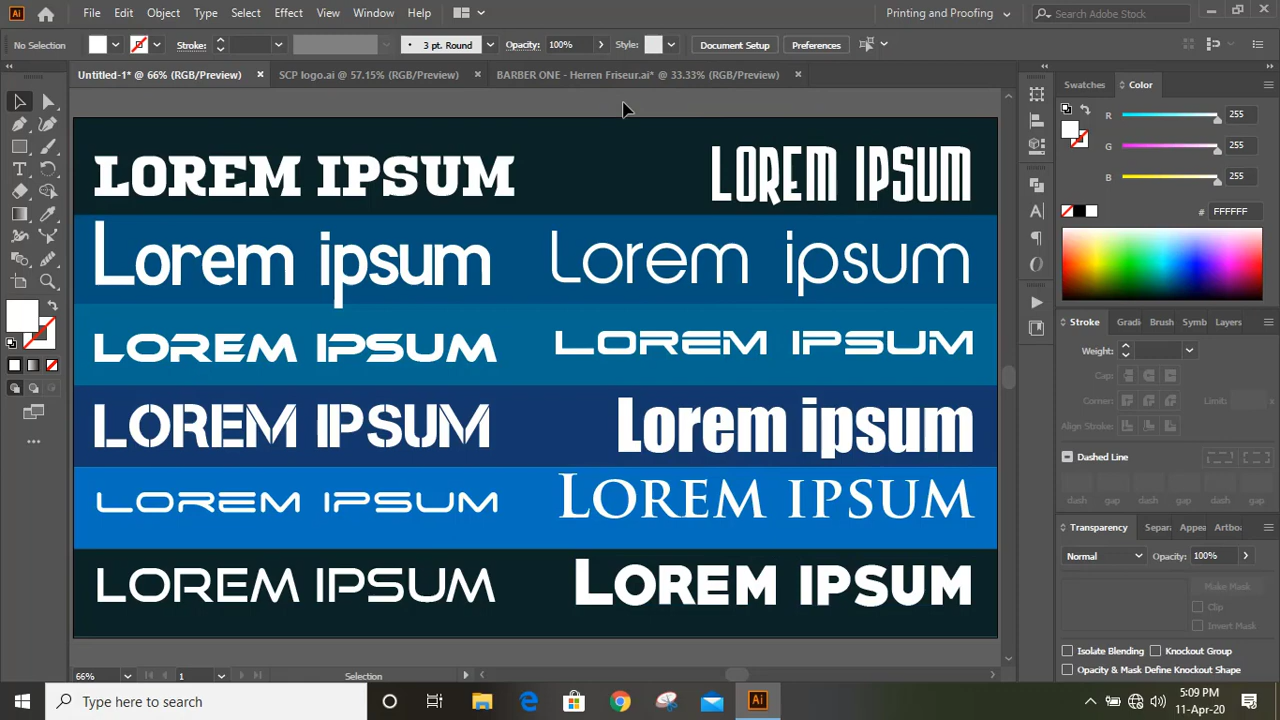 Ai File Edit Object Type Select Effect View Window Help Printing and Proofing Search Adobe Stock
No Selection Stroke: 3 pt. Round Opacity: 100% Style: Document Setup Preferences
Untitled-1* @ 66% (RGB/Preview) SCP logo.ai @ 57.15% (RGB/Preview) BARBER ONE - Herren Friseur.ai* @ 33.33% (RGB/Preview)
Swatches Color
R 255
G 255
B 255
# FFFFFF
LOREM IPSUM LOREM IPSUM
Lorem ipsum Lorem ipsum
LOREM IPSUM LOREM IPSUM
LOREM IPSUM Lorem ipsum
LOREM IPSUM LOREM IPSUM
LOREM IPSUM LOREM IPSUM
Stroke Gradi Brush Symb Layers
Weight:
Cap:
Corner: Limit:
Align Stroke:
Dashed Line
dash gap dash gap dash gap
Transparency Separ Appea Artbo
Normal Opacity: 100%
Make Mask
Clip
Invert Mask
Isolate Blending Knockout Group
Opacity & Mask Define Knockout Shape
66% 1 Selection
Type here to search Ai 5:09 PM
11-Apr-20